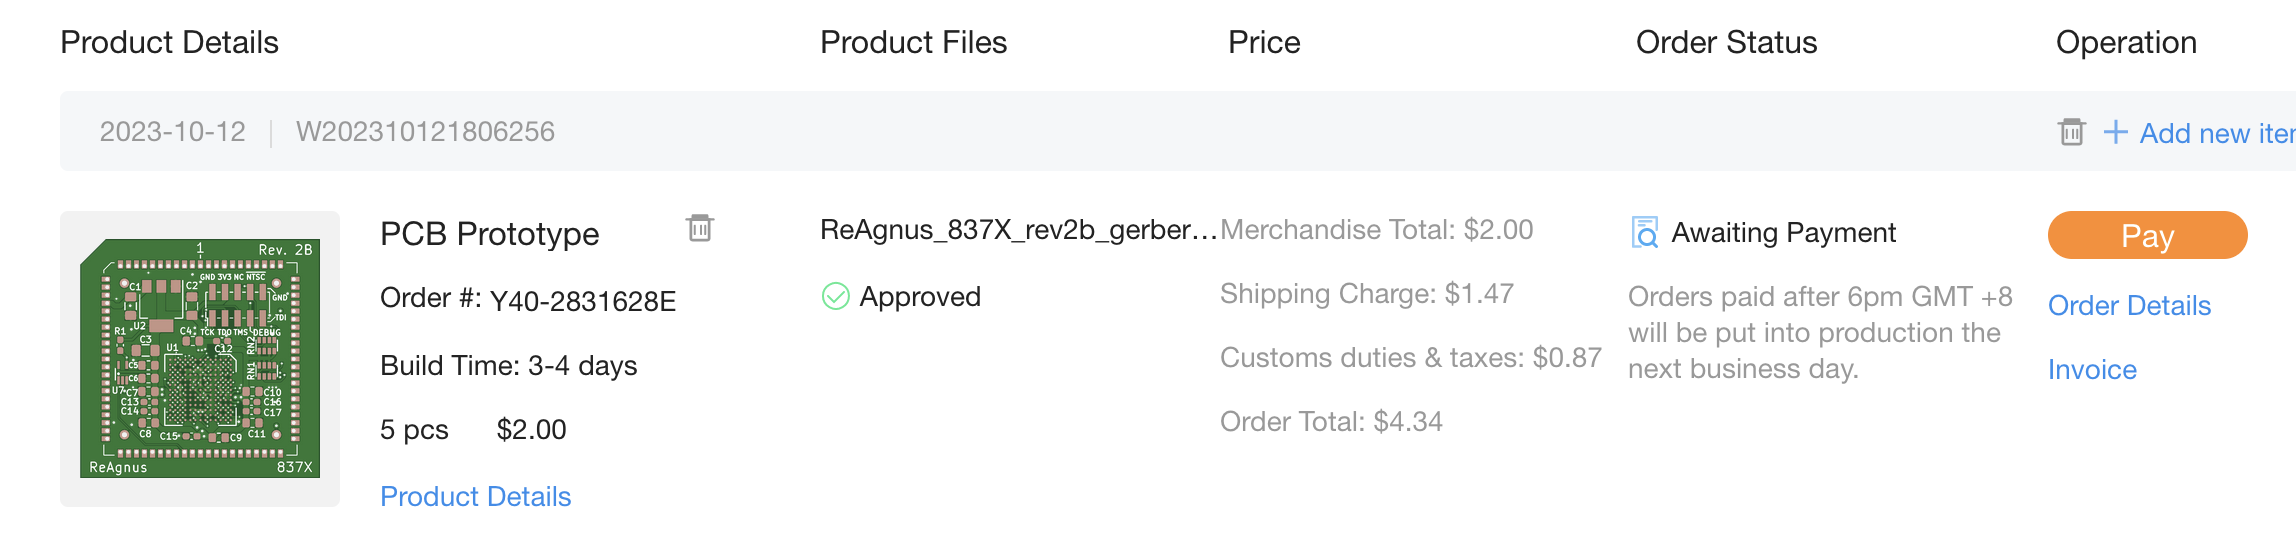 Product Details Product Files Price Order Status Operation
2023-10-12 | W202310121806256 + Add new iter
PCB Prototype
Order #: Y40-2831628E
Build Time: 3-4 days
5 pcs $2.00
Product Details
ReAgnus_837X_rev2b_gerber...
Approved
Merchandise Total: $2.00
Shipping Charge: $1.47
Customs duties & taxes: $0.87
Order Total: $4.34
Awaiting Payment
Orders paid after 6pm GMT +8
will be put into production the
next business day.
Pay
Order Details
Invoice
1 Rev. 2B
GND 3V3 NC NTSC
C1 C2 GND
TDI
U2 C4 TCK TDO TMS DEBUG
R1
C3 U1 C12 RN2
C5 RN1
C6
U7 C7 C10
C13 C16
C14 C17
C8 C15 C9 C11
ReAgnus 837X